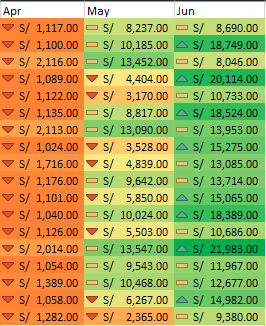 Apr May Jun
S/ 1,117.00 S/ 8,237.00 S/ 8,690.00
S/ 1,100.00 S/ 10,185.00 S/ 18,749.00
S/ 2,116.00 S/ 13,452.00 S/ 8,046.00
S/ 1,089.00 S/ 4,404.00 S/ 20,114.00
S/ 1,122.00 S/ 3,170.00 S/ 10,733.00
S/ 1,135.00 S/ 8,817.00 S/ 18,524.00
S/ 2,113.00 S/ 13,090.00 S/ 13,953.00
S/ 1,024.00 S/ 3,528.00 S/ 15,275.00
S/ 1,716.00 S/ 4,839.00 S/ 13,085.00
S/ 1,176.00 S/ 9,642.00 S/ 13,714.00
S/ 1,101.00 S/ 5,850.00 S/ 15,065.00
S/ 1,040.00 S/ 10,024.00 S/ 18,389.00
S/ 1,126.00 S/ 5,503.00 S/ 10,686.00
S/ 2,014.00 S/ 13,547.00 S/ 21,983.00
S/ 1,054.00 S/ 9,543.00 S/ 11,967.00
S/ 1,389.00 S/ 10,468.00 S/ 12,677.00
S/ 1,058.00 S/ 6,267.00 S/ 14,982.00
S/ 1,282.00 S/ 2,365.00 S/ 9,380.00